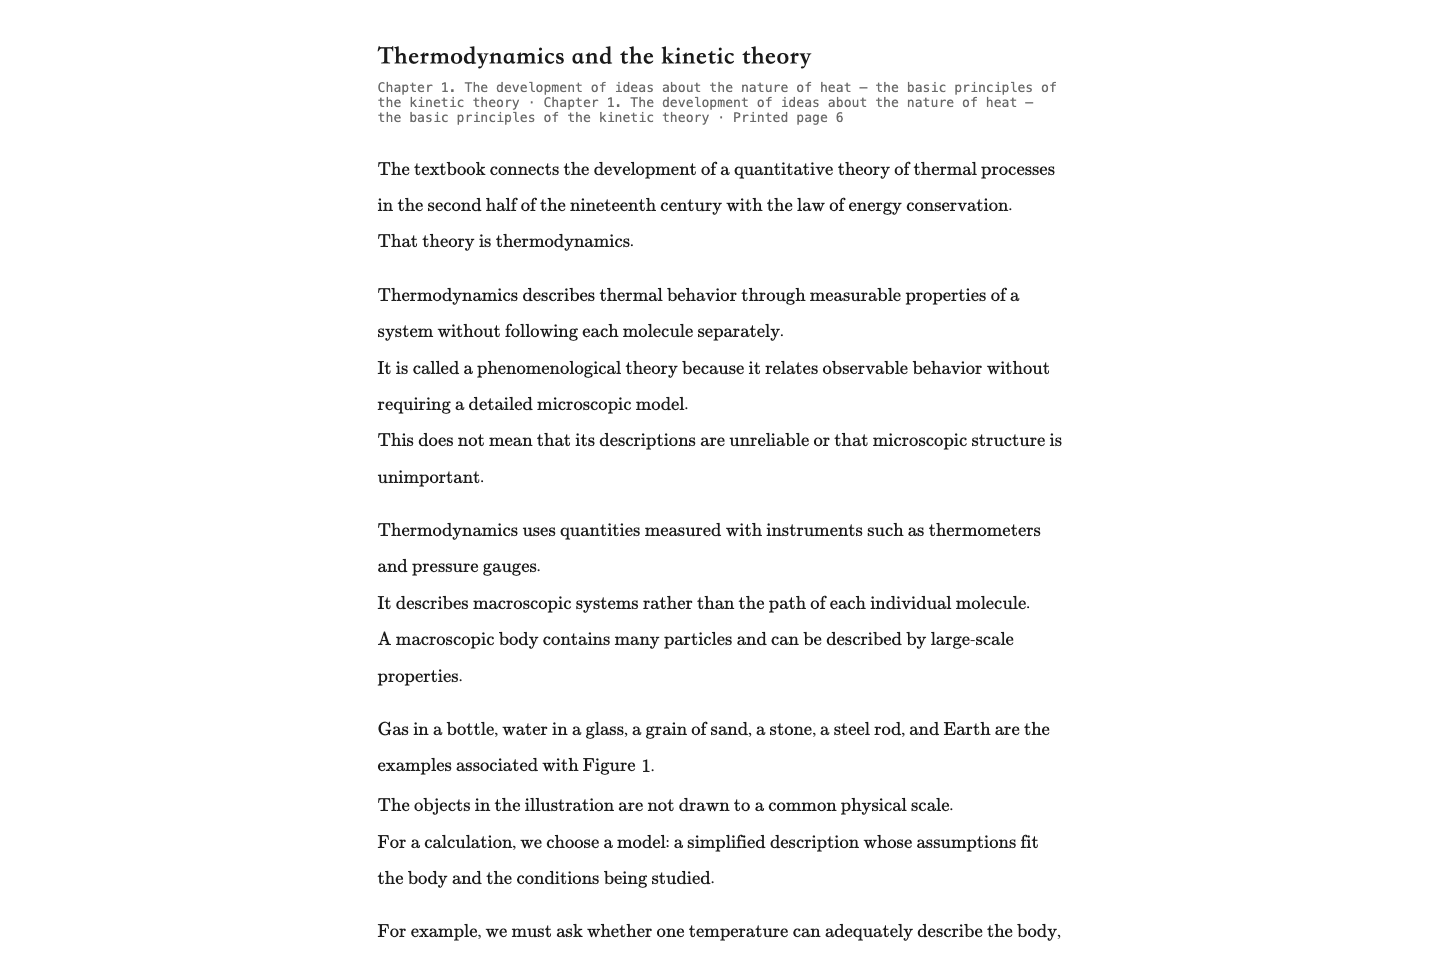 Thermodynamics and the kinetic theory
Chapter 1. The development of ideas about the nature of heat — the basic principles of
the kinetic theory · Chapter 1. The development of ideas about the nature of heat —
the basic principles of the kinetic theory · Printed page 6
The textbook connects the development of a quantitative theory of thermal processes
in the second half of the nineteenth century with the law of energy conservation.
That theory is thermodynamics.
Thermodynamics describes thermal behavior through measurable properties of a
system without following each molecule separately.
It is called a phenomenological theory because it relates observable behavior without
requiring a detailed microscopic model.
This does not mean that its descriptions are unreliable or that microscopic structure is
unimportant.
Thermodynamics uses quantities measured with instruments such as thermometers
and pressure gauges.
It describes macroscopic systems rather than the path of each individual molecule.
A macroscopic body contains many particles and can be described by large-scale
properties.
Gas in a bottle, water in a glass, a grain of sand, a stone, a steel rod, and Earth are the
examples associated with Figure 1.
The objects in the illustration are not drawn to a common physical scale.
For a calculation, we choose a model: a simplified description whose assumptions fit
the body and the conditions being studied.
For example, we must ask whether one temperature can adequately describe the body,